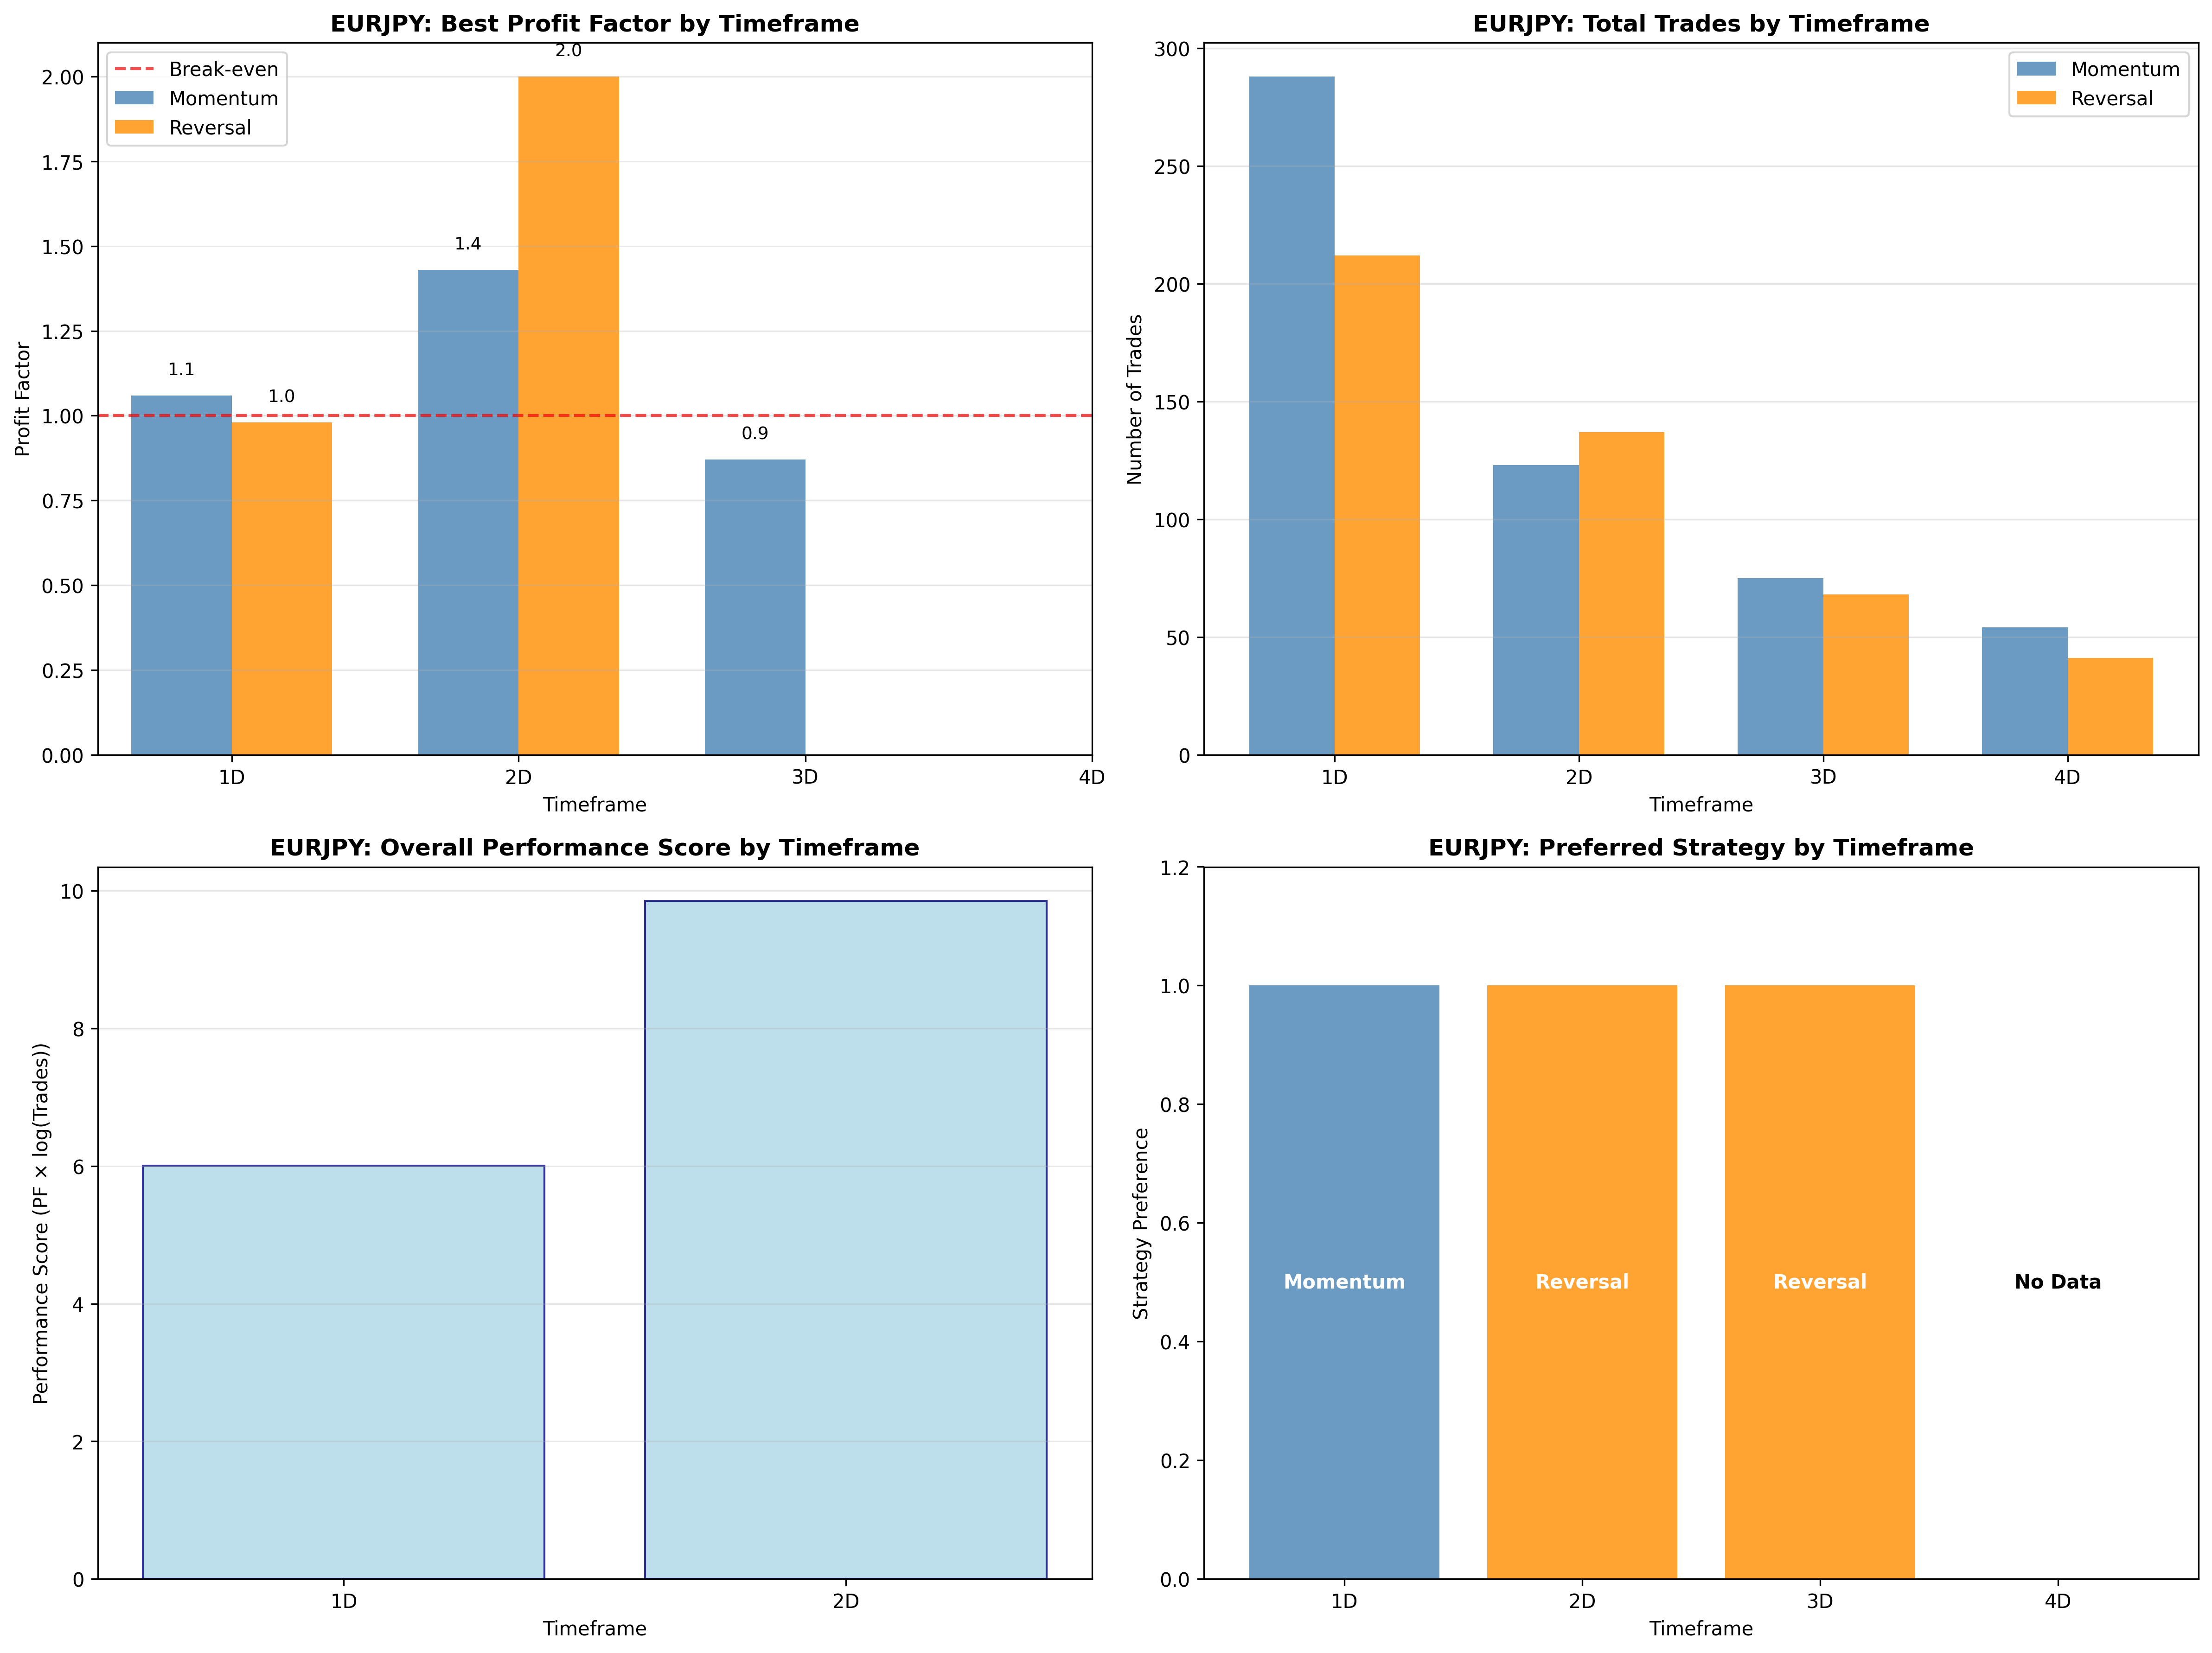 EURJPY: Best Profit Factor by Timeframe
2.0
2.00
1.75
1.50
1.25
1.00
0.75
0.50
0.25
0.00
Profit Factor
Break-even
Momentum
Reversal
1.4
1.1
1.0
0.9
1D
2D
3D
4D
Timeframe
EURJPY: Total Trades by Timeframe
300
250
200
150
100
50
0
Number of Trades
Momentum
Reversal
1D
2D
3D
4D
Timeframe
EURJPY: Overall Performance Score by Timeframe
10
8
6
4
2
0
Performance Score (PF × log(Trades))
1D
2D
Timeframe
EURJPY: Preferred Strategy by Timeframe
1.2
1.0
0.8
0.6
0.4
0.2
0.0
Strategy Preference
Momentum
Reversal
Reversal
No Data
1D
2D
3D
4D
Timeframe